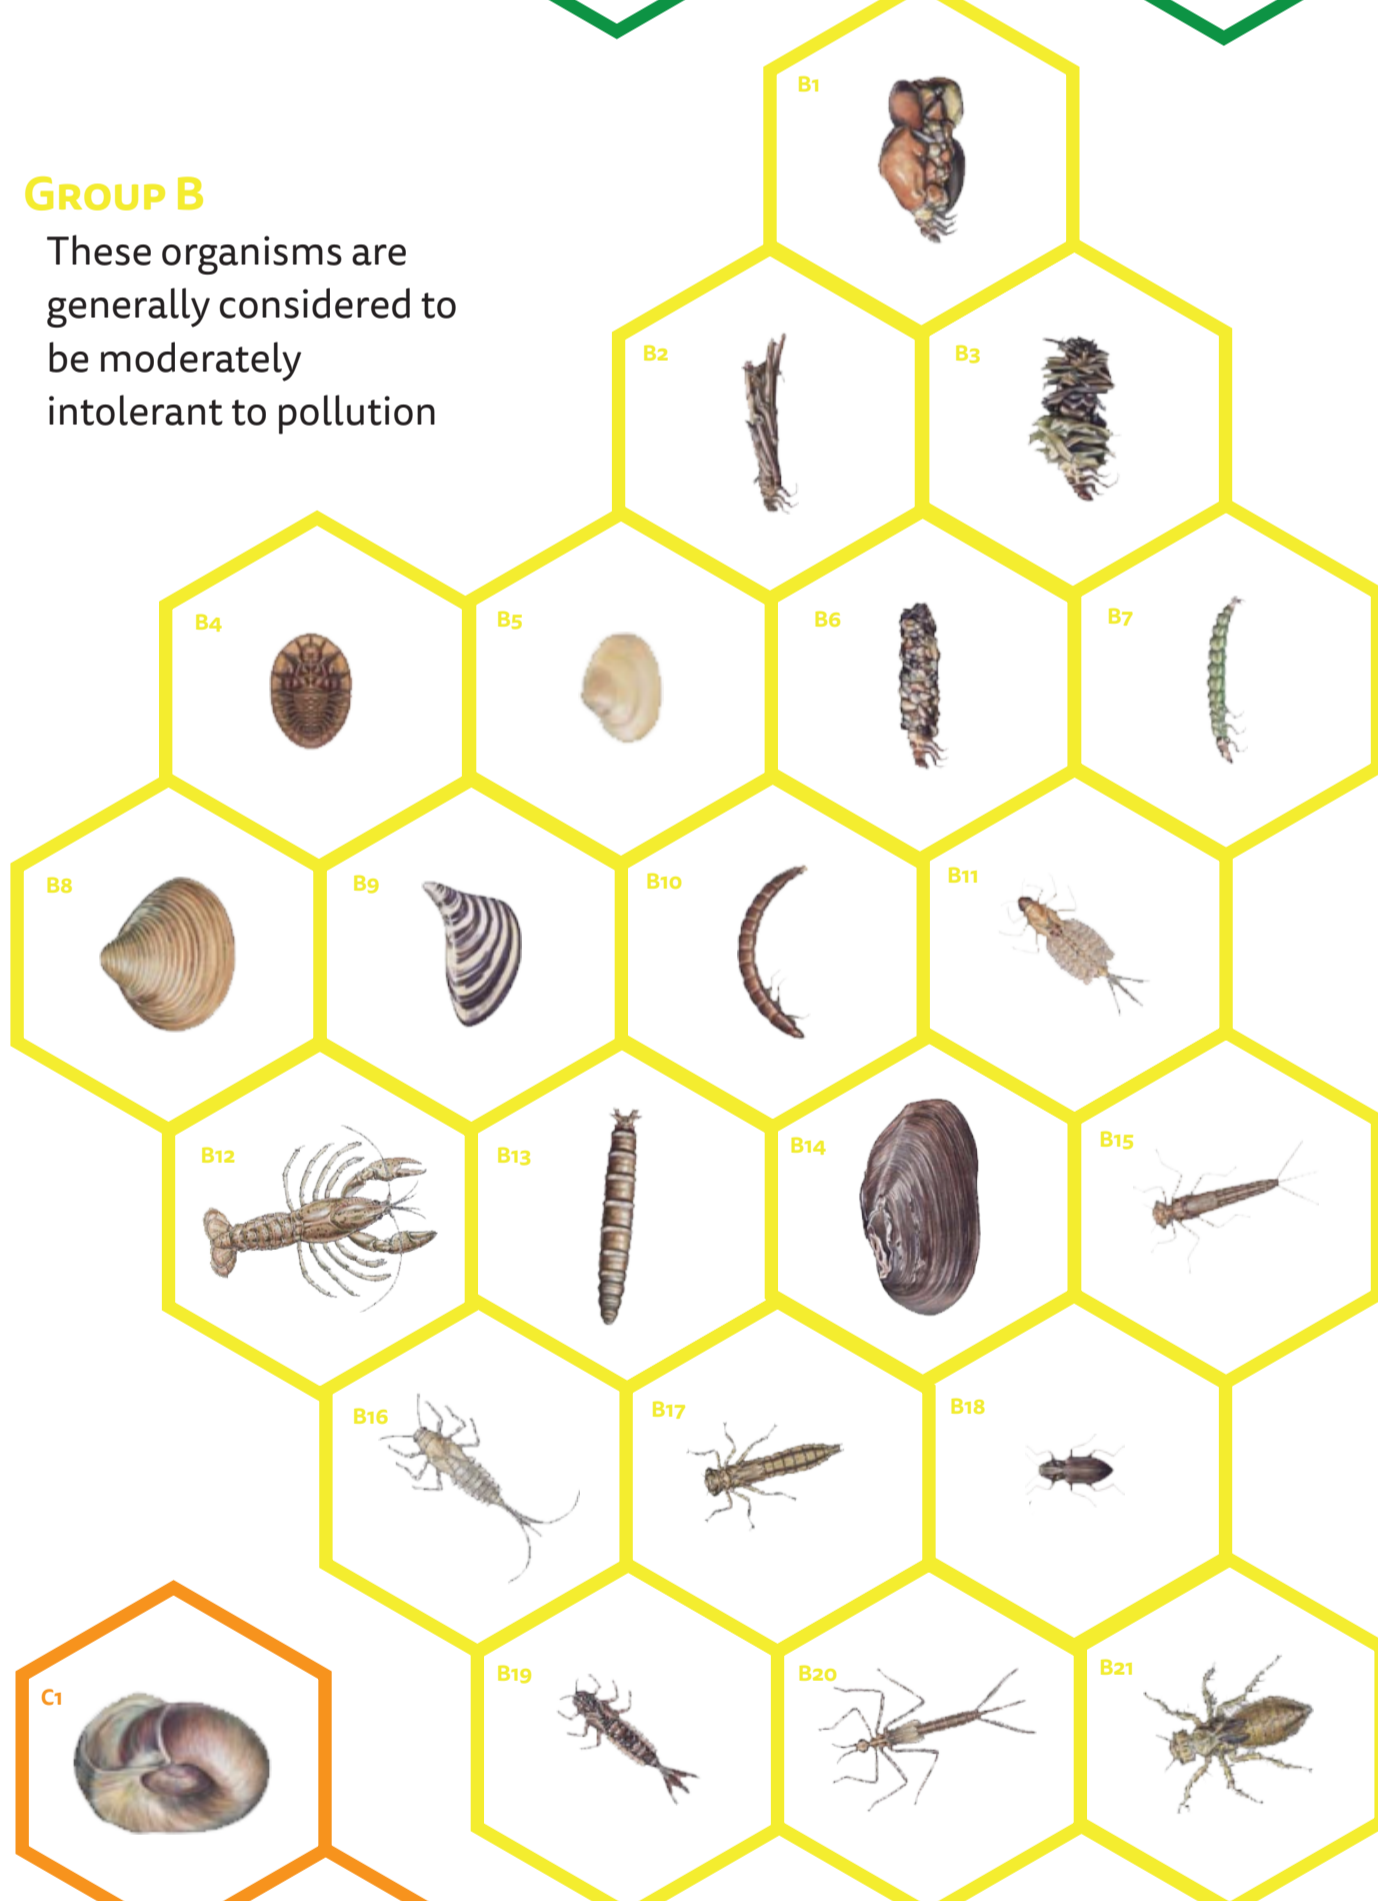 B1
GROUP B
These organisms are
generally considered to
be moderately
intolerant to pollution
B2
B3
B4
B5
B6
B7
B8
B9
B10
B11
B12
B13
B14
B15
B16
B17
B18
B19
B20
B21
C1